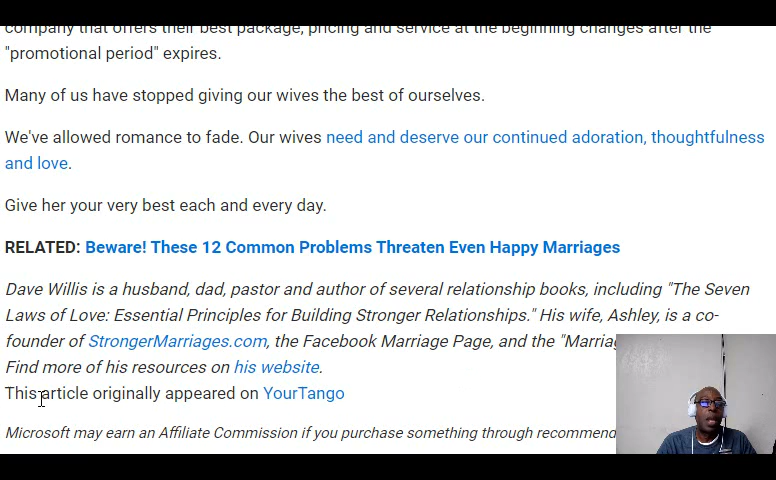 company that offers their best package, pricing and service at the beginning changes after the
"promotional period" expires.
Many of us have stopped giving our wives the best of ourselves.
We've allowed romance to fade. Our wives need and deserve our continued adoration, thoughtfulness
and love.
Give her your very best each and every day.
RELATED: Beware! These 12 Common Problems Threaten Even Happy Marriages
Dave Willis is a husband, dad, pastor and author of several relationship books, including "The Seven
Laws of Love: Essential Principles for Building Stronger Relationships." His wife, Ashley, is a co-
founder of StrongerMarriages.com, the Facebook Marriage Page, and the "Marria
Find more of his resources on his website.
This article originally appeared on YourTango
Microsoft may earn an Affiliate Commission if you purchase something through recommend